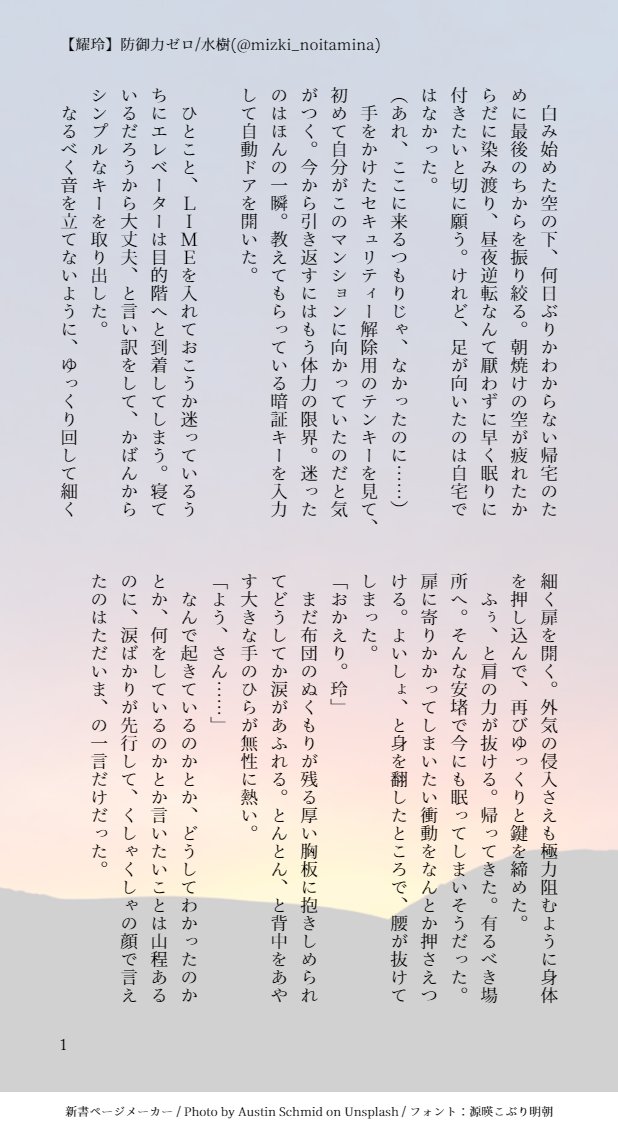 【耀玲】防御力ゼロ/水樹(@mizki_noitamina)
　白み始めた空の下、何日ぶりかわからない帰宅のた
めに最後のちからを振り絞る。朝焼けの空が疲れたか
らだに染み渡り、昼夜逆転なんて厭わずに早く眠りに
付きたいと切に願う。けれど、足が向いたのは自宅で
はなかった。
（あれ、ここに来るつもりじゃ、なかったのに……）
　手をかけたセキュリティー解除用のテンキーを見て、
初めて自分がこのマンションに向かっていたのだと気
がつく。今から引き返すにはもう体力の限界。迷った
のはほんの一瞬。教えてもらっている暗証キーを入力
して自動ドアを開いた。
　ひとこと、ＬＩＭＥを入れておこうか迷っているう
ちにエレベーターは目的階へと到着してしまう。寝て
いるだろうから大丈夫、と言い訳をして、かばんから
シンプルなキーを取り出した。
　なるべく音を立てないように、ゆっくり回して細く
細く扉を開く。外気の侵入さえも極力阻むように身体
を押し込んで、再びゆっくりと鍵を締めた。
　ふぅ、と肩の力が抜ける。帰ってきた。有るべき場
所へ。そんな安堵で今にも眠ってしまいそうだった。
扉に寄りかかってしまいたい衝動をなんとか押さえつ
ける。よいしょ、と身を翻したところで、腰が抜けて
しまった。
「おかえり。玲」
　まだ布団のぬくもりが残る厚い胸板に抱きしめられ
てどうしてか涙があふれる。とんとん、と背中をあや
す大きな手のひらが無性に熱い。
「よう、さん……」
　なんで起きているのかとか、どうしてわかったのか
とか、何をしているのかとか言いたいことは山程ある
のに、涙ばかりが先行して、くしゃくしゃの顔で言え
たのはただいま、の一言だけだった。
1
新書ページメーカー / Photo by Austin Schmid on Unsplash / フォント：源暎こぶり明朝